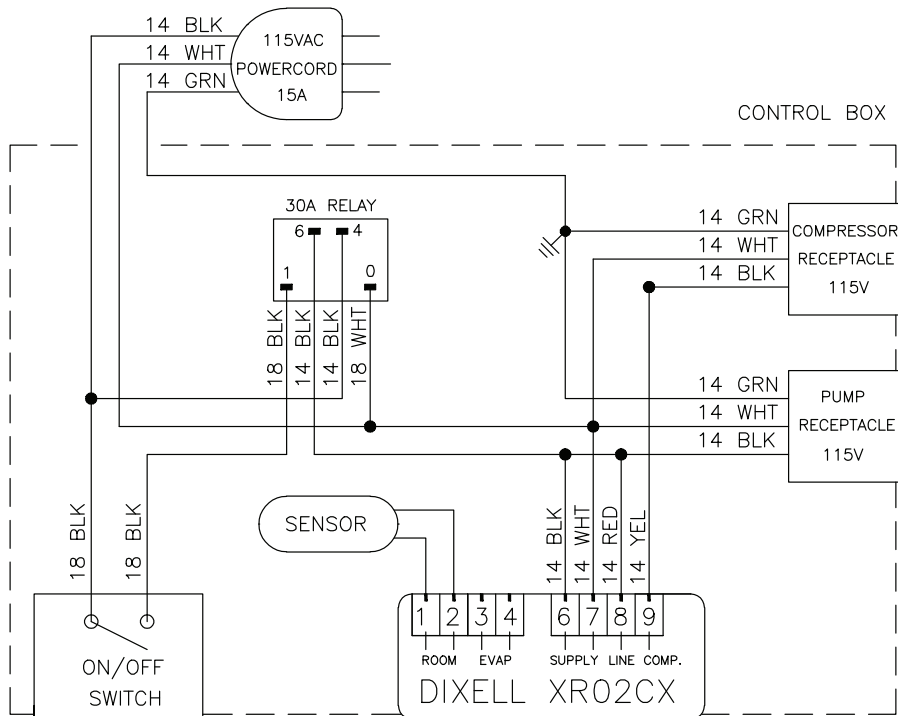 14 BLK
14 WHT
14 GRN
115VAC
POWERCORD
15A
CONTROL BOX
30A RELAY
6 4
1 0
18 BLK
14 BLK
14 BLK
18 WHT
14 GRN
14 WHT
14 BLK
COMPRESSOR
RECEPTACLE
115V
14 GRN
14 WHT
14 BLK
PUMP
RECEPTACLE
115V
18 BLK
18 BLK
SENSOR
14 BLK
14 WHT
14 RED
14 YEL
ON/OFF
SWITCH
1 2 3 4 6 7 8 9
ROOM EVAP SUPPLY LINE COMP.
DIXELL XR02CX